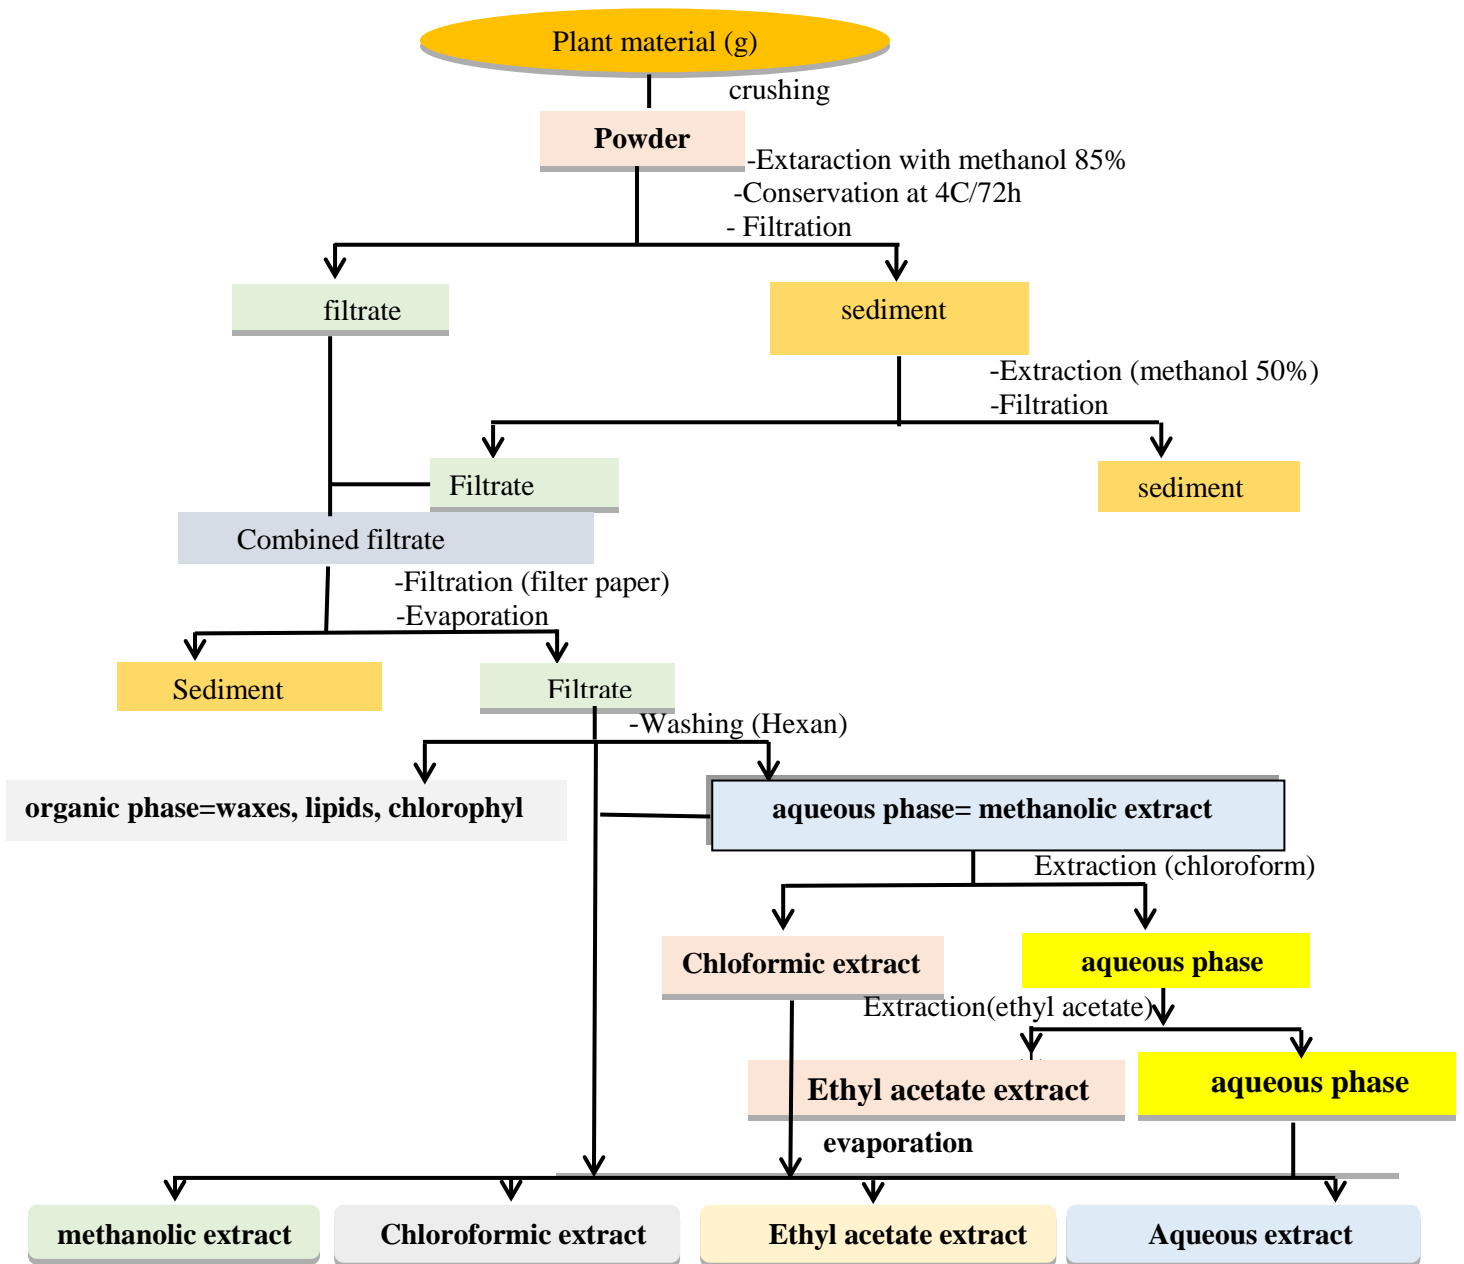 Plant material (g)
crushing
Powder
-Extaraction with methanol 85%
-Conservation at 4C/72h
- Filtration
filtrate
sediment
-Extraction (methanol 50%)
-Filtration
Filtrate
sediment
Combined filtrate
-Filtration (filter paper)
-Evaporation
Sediment
Filtrate
-Washing (Hexan)
organic phase=waxes, lipids, chlorophyl
aqueous phase= methanolic extract
Extraction (chloroform)
Chloformic extract
aqueous phase
Extraction(ethyl acetate)
Ethyl acetate extract
aqueous phase
evaporation
methanolic extract
Chloroformic extract
Ethyl acetate extract
Aqueous extract